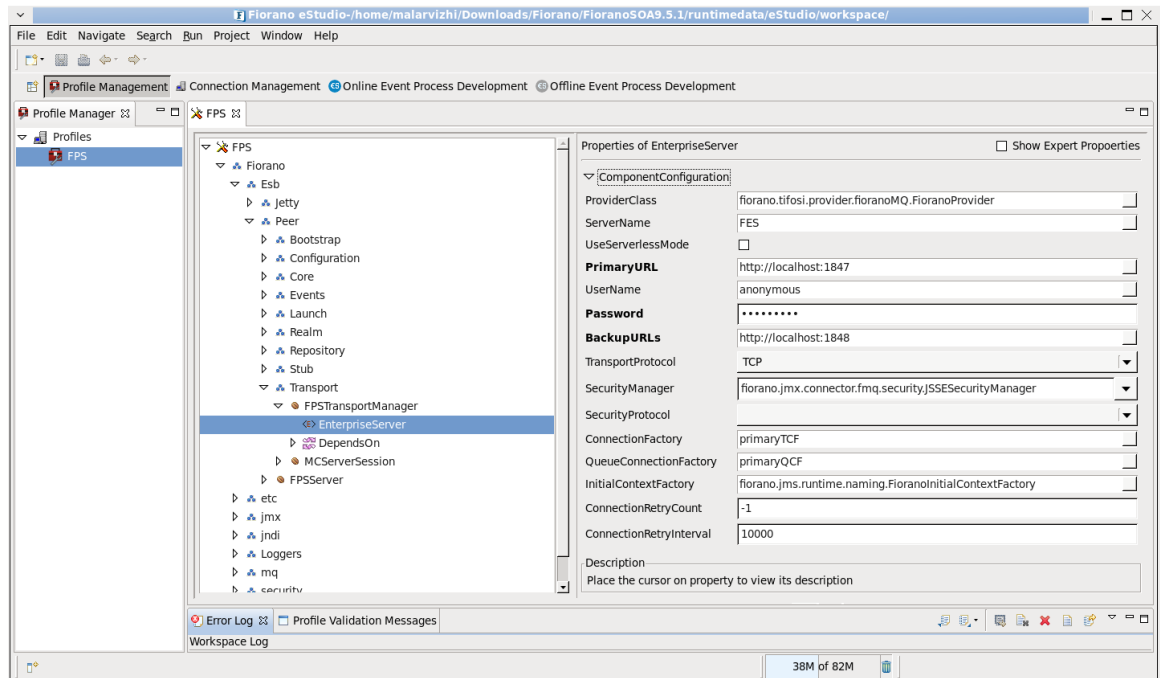 Fiorano eStudio-/home/malarvizhi/Downloads/Fiorano/FioranoSOA9.5.1/runtimedata/eStudio/workspace/
File Edit Navigate Search Run Project Window Help
Profile Management Connection Management Online Event Process Development Offline Event Process Development
Profile Manager
Profiles
FPS
FPS
FPS
Fiorano
Esb
Jetty
Peer
Bootstrap
Configuration
Core
Events
Launch
Realm
Repository
Stub
Transport
FPSTransportManager
EnterpriseServer
DependsOn
MCServerSession
FPSServer
etc
jmx
jndi
Loggers
mq
security
Properties of EnterpriseServer Show Expert Propoerties
ComponentConfiguration
ProviderClass fiorano.tifosi.provider.fioranoMQ.FioranoProvider
ServerName FES
UseServerlessMode
PrimaryURL http://localhost:1847
UserName anonymous
Password •••••••••
BackupURLs http://localhost:1848
TransportProtocol TCP
SecurityManager fiorano.jmx.connector.fmq.security.JSSESecurityManager
SecurityProtocol
ConnectionFactory primaryTCF
QueueConnectionFactory primaryQCF
InitialContextFactory fiorano.jms.runtime.naming.FioranoInitialContextFactory
ConnectionRetryCount -1
ConnectionRetryInterval 10000
Description
Place the cursor on property to view its description
Error Log Profile Validation Messages
Workspace Log
38M of 82M